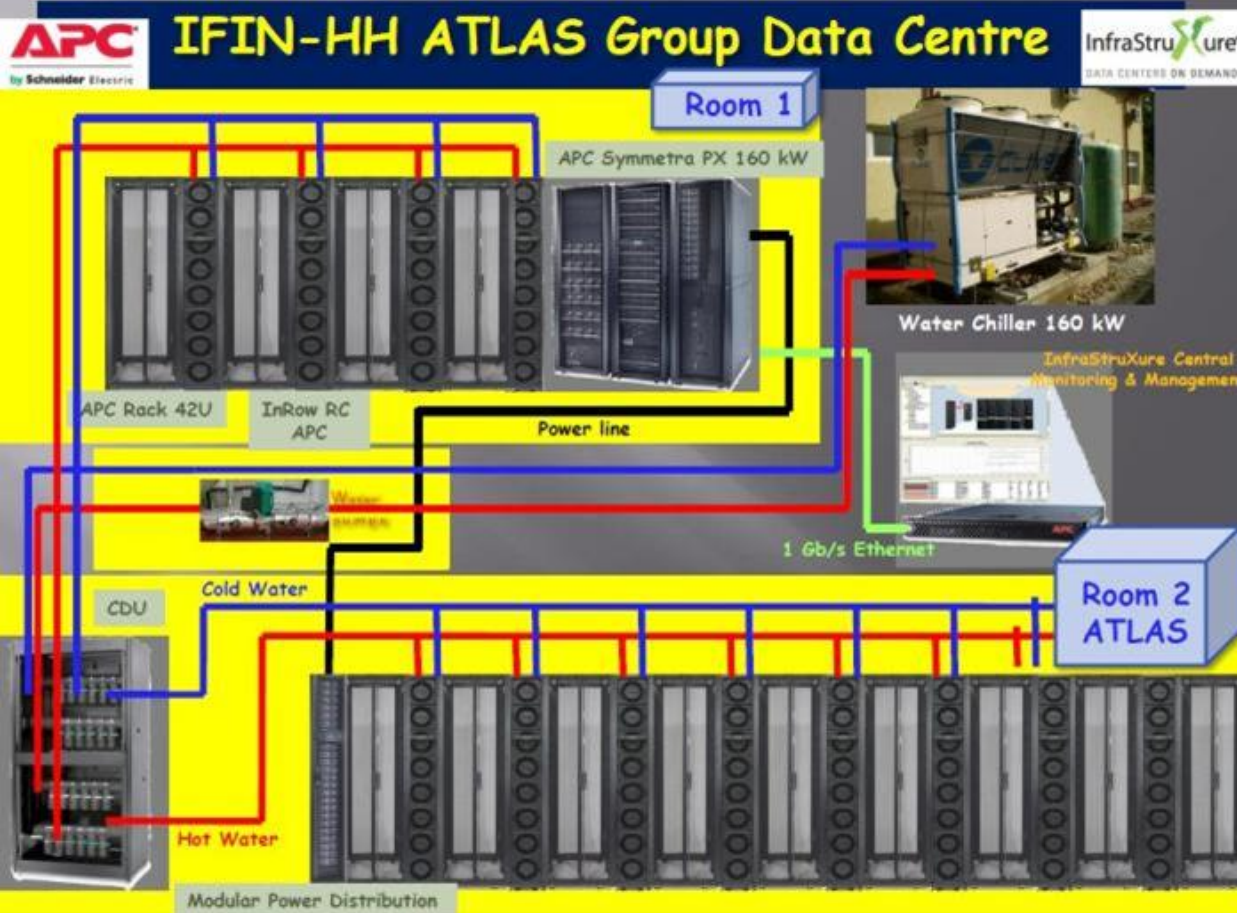 APC
by Schneider Electric
IFIN-HH ATLAS Group Data Centre
InfraStruXure
DATA CENTERS ON DEMAND
Room 1
APC Symmetra PX 160 kW
Water Chiller 160 kW
InfraStruXure Central
Monitoring & Management
APC Rack 42U
InRow RC
APC
Power line
Water
APC
1 Gb/s Ethernet
Cold Water
CDU
Room 2
ATLAS
Hot Water
Modular Power Distribution